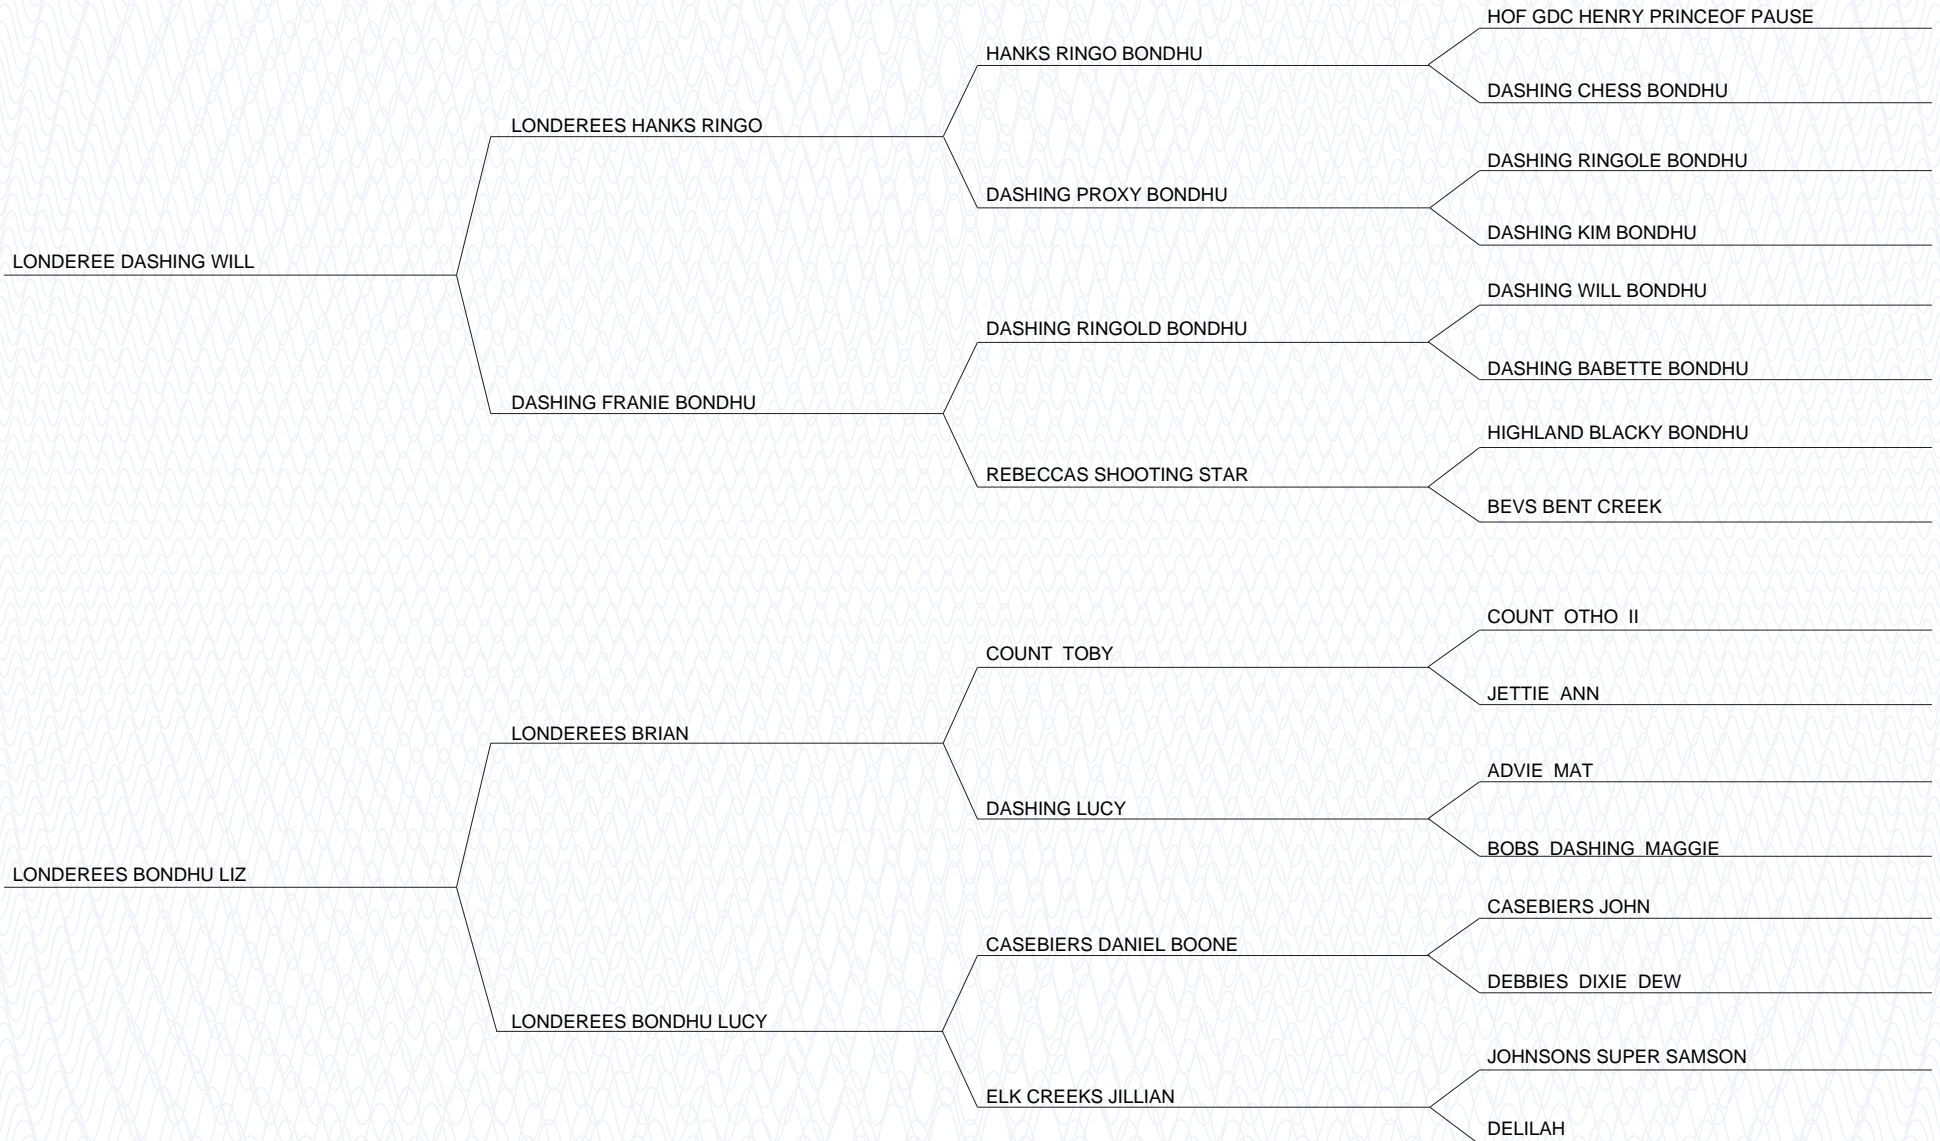 HOF GDC HENRY PRINCEOF PAUSE
HANKS RINGO BONDHU
DASHING CHESS BONDHU
LONDEREES HANKS RINGO
DASHING RINGOLE BONDHU
DASHING PROXY BONDHU
DASHING KIM BONDHU
LONDEREE DASHING WILL
DASHING WILL BONDHU
DASHING RINGOLD BONDHU
DASHING BABETTE BONDHU
DASHING FRANIE BONDHU
HIGHLAND BLACKY BONDHU
REBECCAS SHOOTING STAR
BEVS BENT CREEK
COUNT  OTHO  II
COUNT  TOBY
JETTIE  ANN
LONDEREES BRIAN
ADVIE  MAT
DASHING LUCY
BOBS  DASHING  MAGGIE
LONDEREES BONDHU LIZ
CASEBIERS JOHN
CASEBIERS DANIEL BOONE
DEBBIES  DIXIE  DEW
LONDEREES BONDHU LUCY
JOHNSONS SUPER SAMSON
ELK CREEKS JILLIAN
DELILAH